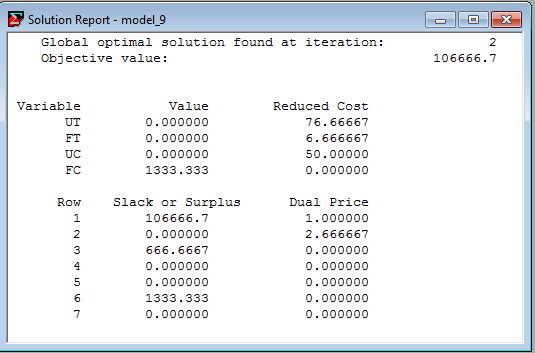 Solution Report - model_9
Global optimal solution found at iteration: 2
Objective value: 106666.7
Variable Value Reduced Cost
UT 0.000000 76.66667
FT 0.000000 6.666667
UC 0.000000 50.00000
FC 1333.333 0.000000
Row Slack or Surplus Dual Price
1 106666.7 1.000000
2 0.000000 2.666667
3 666.6667 0.000000
4 0.000000 0.000000
5 0.000000 0.000000
6 1333.333 0.000000
7 0.000000 0.000000